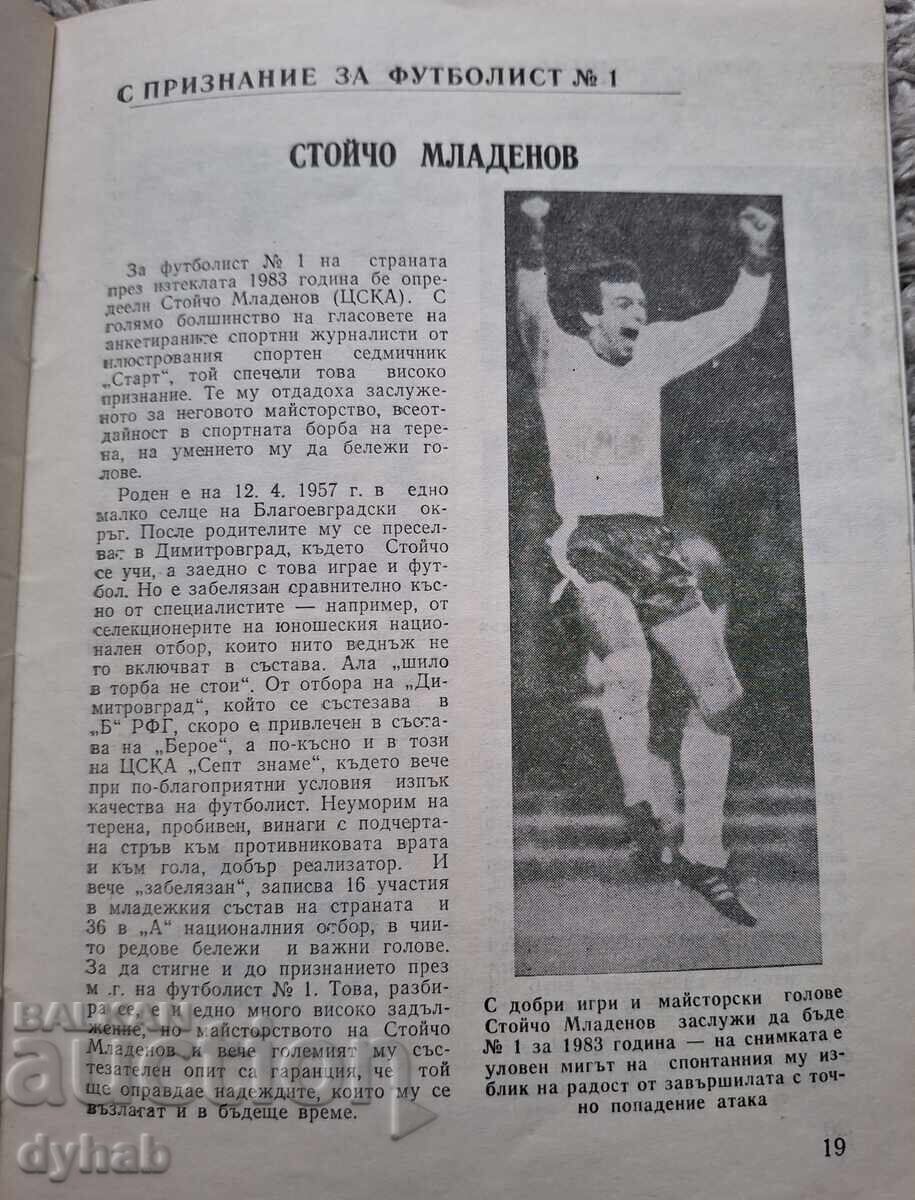 С ПРИЗНАНИЕ ЗА ФУТБОЛИСТ № 1
СТОЙЧО МЛАДЕНОВ
За футболист № 1 на страната
през изтеклата 1983 година бе опре-
деели Стойчо Младенов (ЦСКА). С
голямо болшинство на гласовете на
анкетираните спортни журналисти от
илюстрования спортен седмичник
„Старт“, той спечели това високо
признание. Те му отдадоха заслуже-
ното за неговото майсторство, всеот-
дайност в спортната борба на тере-
на, на умението му да бележи го-
лове.
Роден е на 12. 4. 1957 г. в едно
малко селце на Благоевградски ок-
ръг. После родителите му се пресел-
ват в Димитровград, където Стойчо
се учи, а заедно с това играе и фут-
бол. Но е забелязан сравнително къс-
но от специалистите — например, от
селекционерите на юношеския нацио-
нален отбор, които нито веднъж не
го включват в състава. Ала „шило
в торба не стои“. От отбора на „Ди-
митровград“, който се състезава в
„Б“ РФГ, скоро е привлечен в съста-
ва на „Берое“, а по-късно и в този
на ЦСКА „Септ знаме“, където вече
при по-благоприятни условия изпък
качества на футболист. Неуморим на
терена, пробивен, винаги с подчерта-
на стръв към противниковата врата
и към гола, добър реализатор. И
вече „забелязан“, записва 16 участия
в младежкия състав на страната и
36 в „А“ националния отбор, в чии-
то редове бележи и важни голове.
За да стигне и до признанието през
м .г. на футболист № 1. Това, разби-
ра се, е и едно много високо задъл-
жение, но майсторството на Стойчо
Младенов и вече големият му със-
тезателен опит са гаранция, че той
ще оправдае надеждите, които му се
възлагат и в бъдеще време.
С добри игри и майсторски голове
Стойчо Младенов заслужи да бъде
№ 1 за 1983 година — на снимката е
уловен мигът на спонтанния му из-
блик на радост от завършилата с точ-
но попадение атака
19
БАЛКАН
auction
dyhab